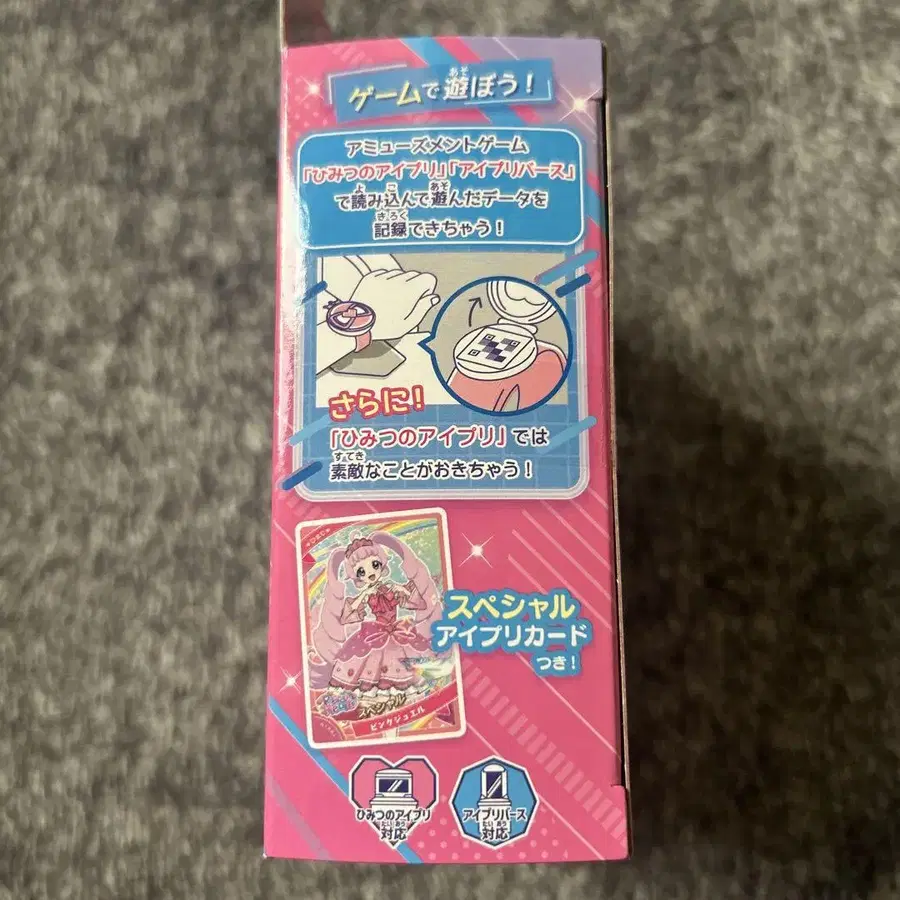 ゲームで遊ぼう！
アミューズメントゲーム
「ひみつのアイプリ」「アイプリバース」
で読み込んで遊んだデータを
記録できちゃう！
さらに！
「ひみつのアイプリ」では
素敵なことがおきちゃう！
スペシャル
アイプリカード
つき！
スペシャル
ピンクジュエル
ひみつのアイプリ
対応
アイプリバース
対応